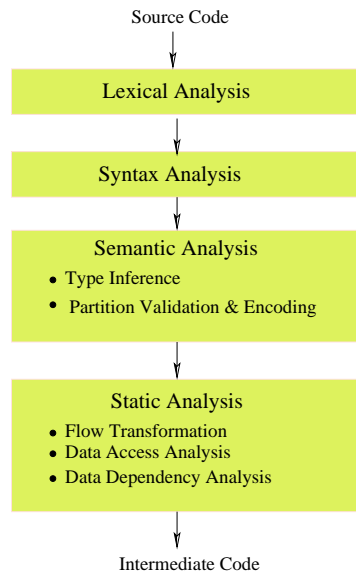 Source Code
Lexical Analysis
Syntax Analysis
Semantic Analysis
• Type Inference
• Partition Validation & Encoding
Static Analysis
• Flow Transformation
• Data Access Analysis
• Data Dependency Analysis
Intermediate Code